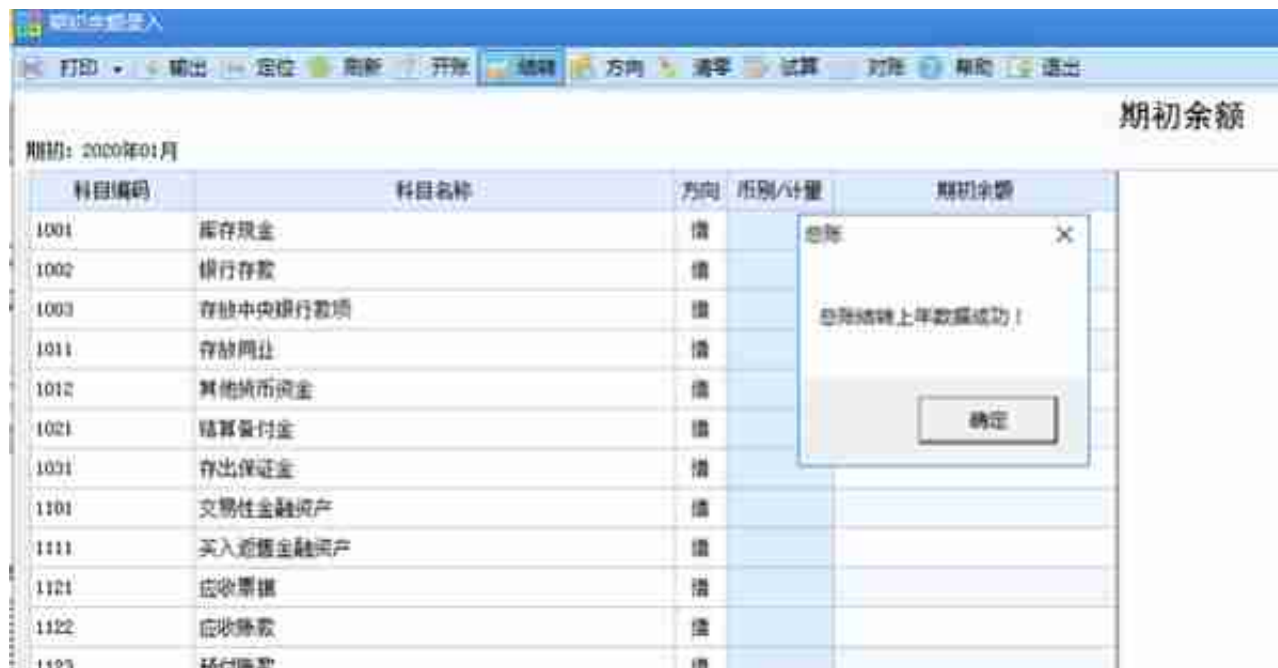 期初余额录入
打印 输出 定位 刷新 开账 结转 方向 清零 试算 对账 帮助 退出
期初余额
期初: 2020年01月
科目编码 科目名称 方向 币别/计量 期初余额
1001 库存现金 借
1002 银行存款 借
1003 存放中央银行款项 借
1011 存放同业 借
1012 其他货币资金 借
1021 结算备付金 借
1031 存出保证金 借
1101 交易性金融资产 借
1111 买入返售金融资产 借
1121 应收票据 借
1122 应收账款 借
1123 预付账款 借
总账
总账结转上年数据成功！
确定